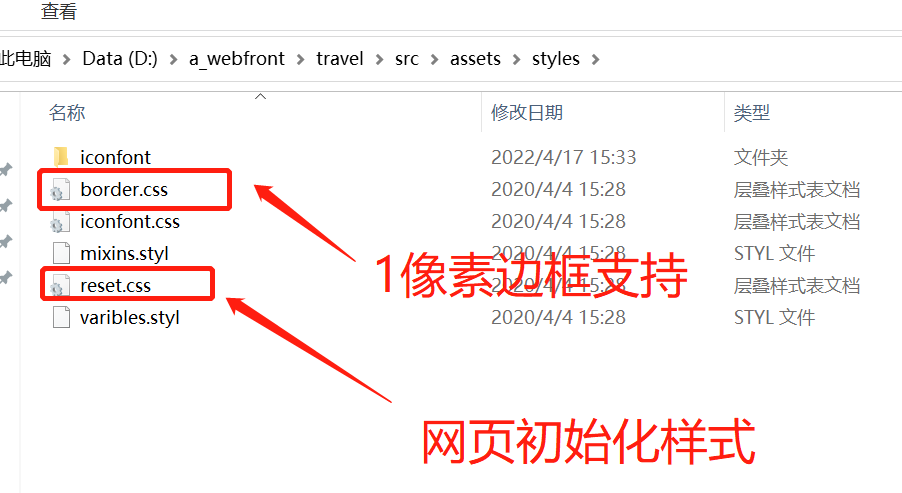 查看
此电脑 > Data (D:) > a_webfront > travel > src > assets > styles >
名称 修改日期 类型
iconfont 2022/4/17 15:33 文件夹
border.css 2020/4/4 15:28 层叠样式表文档
iconfont.css 2020/4/4 15:28 层叠样式表文档
mixins.styl 2020/4/4 15:28 STYL 文件
1像素边框支持
reset.css 2020/4/4 15:28 层叠样式表文档
varibles.styl 2020/4/4 15:28 STYL 文件
网页初始化样式